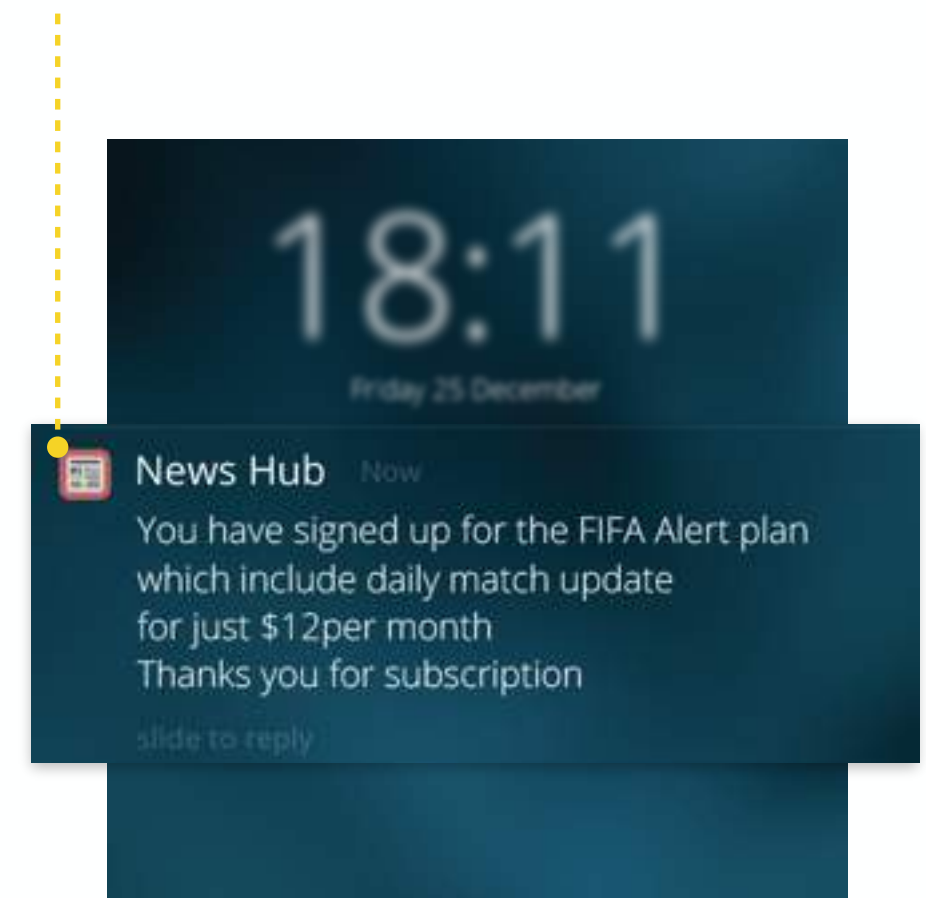 18:11
Friday 25 December
News Hub Now
You have signed up for the FIFA Alert plan
which include daily match update
for just $12per month
Thanks you for subscription
slide to reply